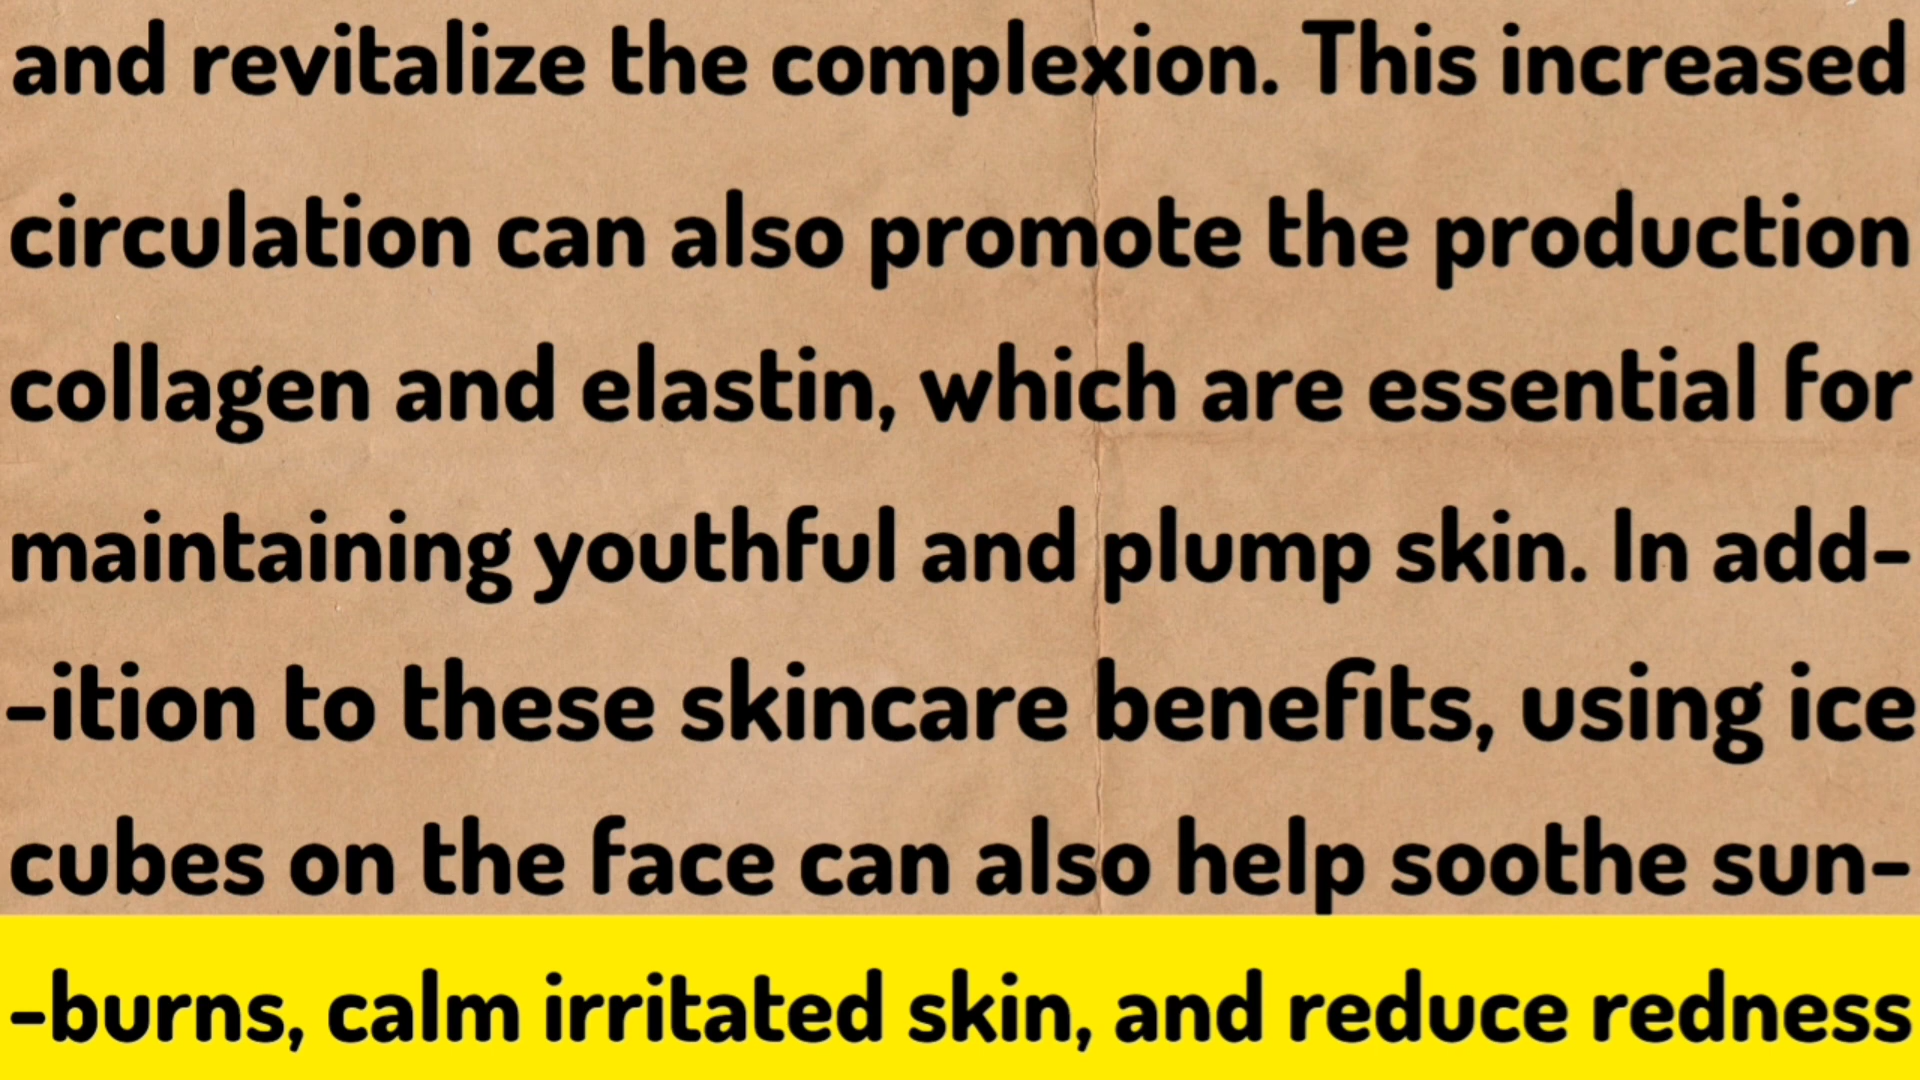 and revitalize the complexion. This increased
circulation can also promote the production
collagen and elastin, which are essential for
maintaining youthful and plump skin. In add-
-ition to these skincare benefits, using ice
cubes on the face can also help soothe sun-
-burns, calm irritated skin, and reduce redness